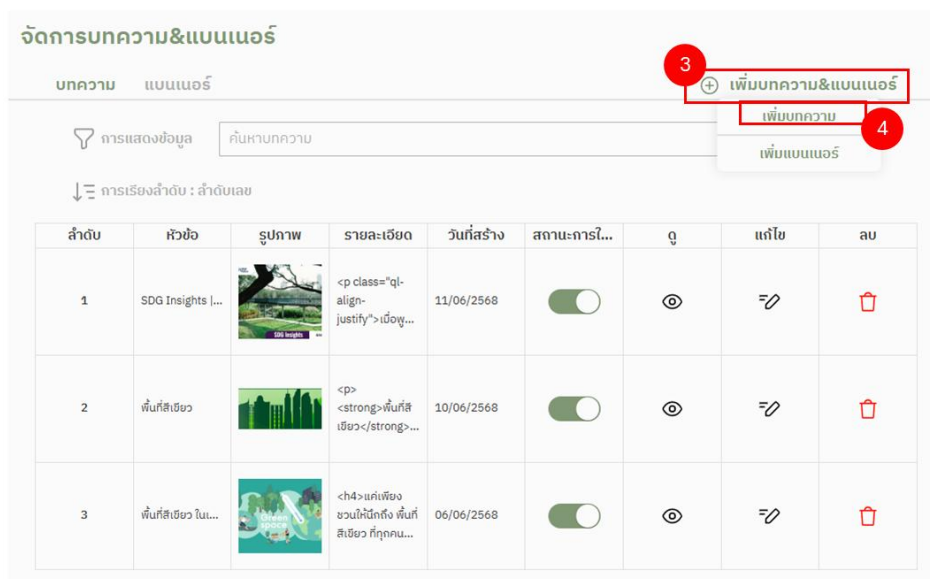 จัดการบทความ&แบนเนอร์
3
บทความ แบนเนอร์ เพิ่มบทความ&แบนเนอร์
เพิ่มบทความ
4
การแสดงข้อมูล ค้นหาบทความ
เพิ่มแบนเนอร์
การเรียงลำดับ : ลำดับเลข
ลำดับ หัวข้อ รูปภาพ รายละเอียด วันที่สร้าง สถานะการใ... ดู แก้ไข ลบ
1 SDG Insights |... <p class="ql-align-justify">เมื่อพู... 11/06/2568
SDG Insights
2 พื้นที่สีเขียว <p><strong>พื้นที่สีเขียว</strong>... 10/06/2568
3 พื้นที่สีเขียว ในเ... <h4>แค่เพียงชวนให้นึกถึง พื้นที่สีเขียว ที่ทุกคน... 06/06/2568
Green space